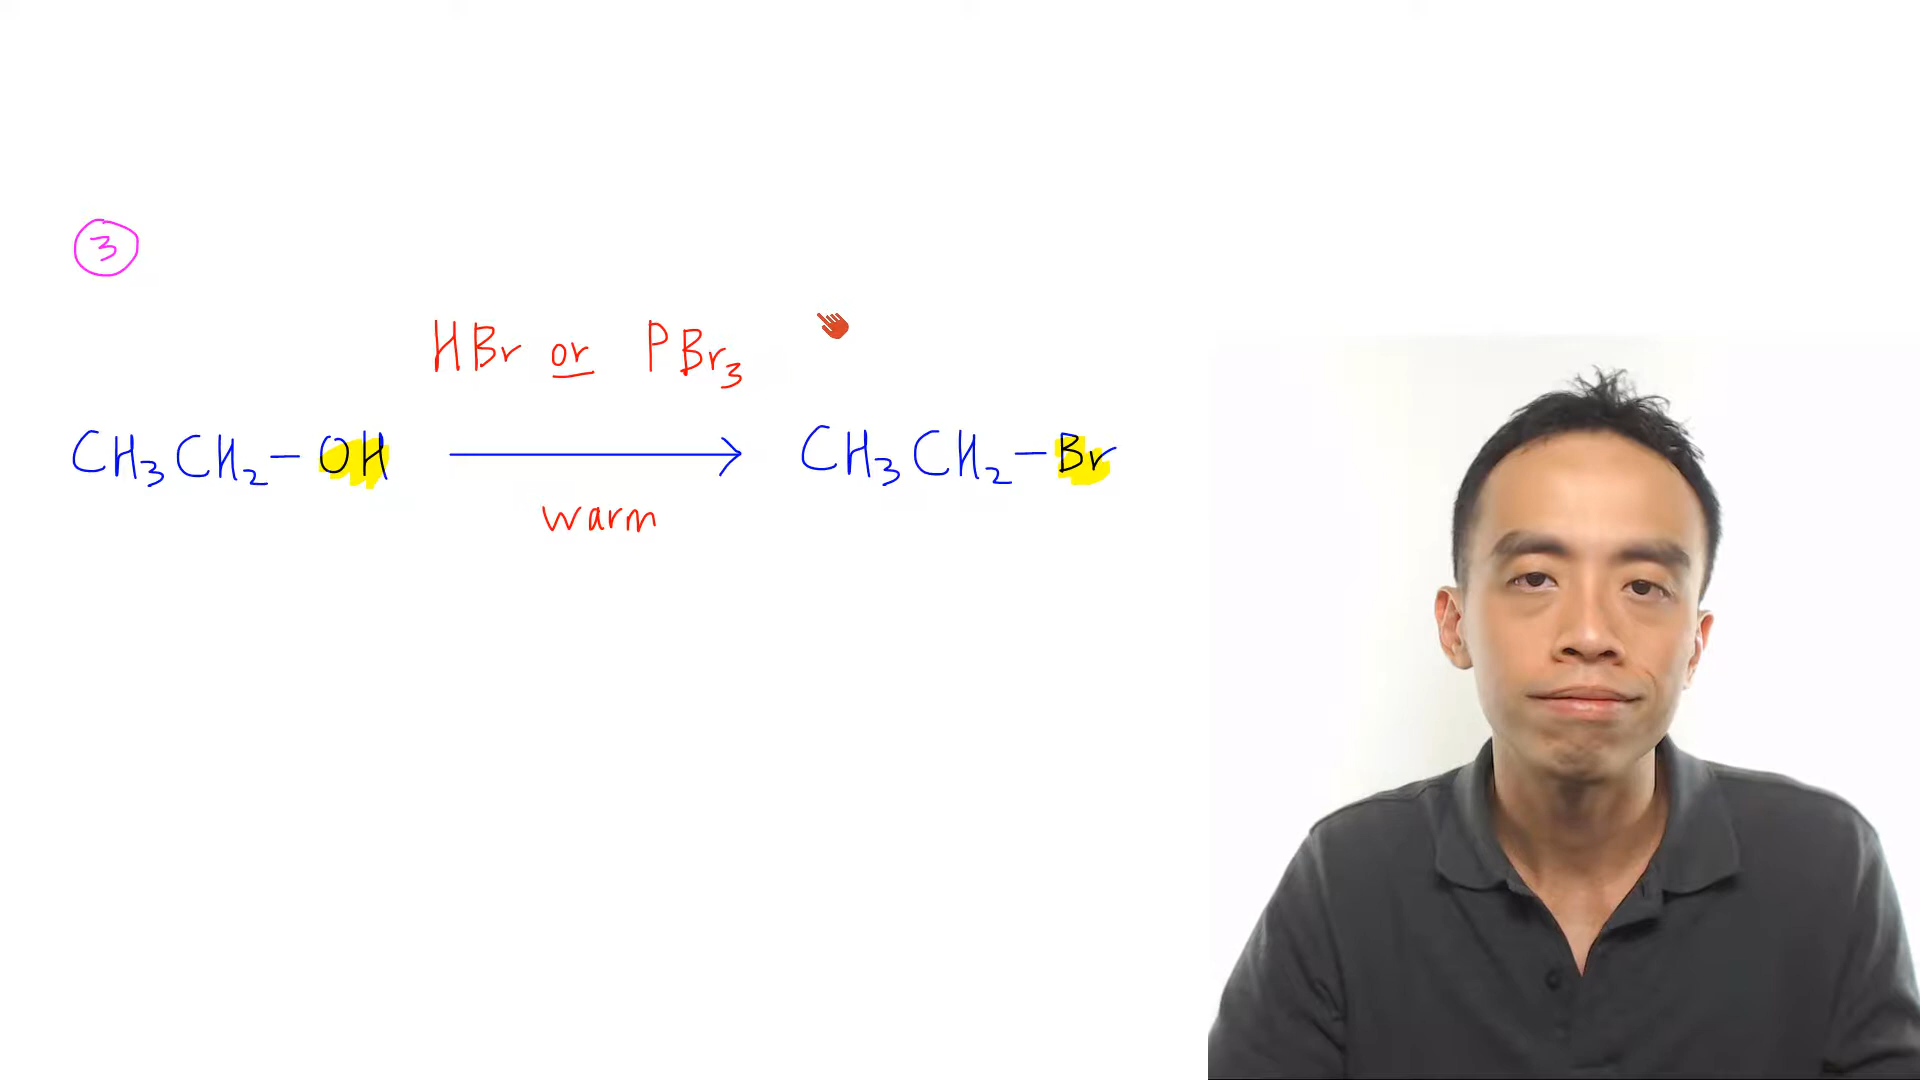 3
HBr or PBr₃
CH₃CH₂-OH ⟶ CH₃CH₂-Br
warm